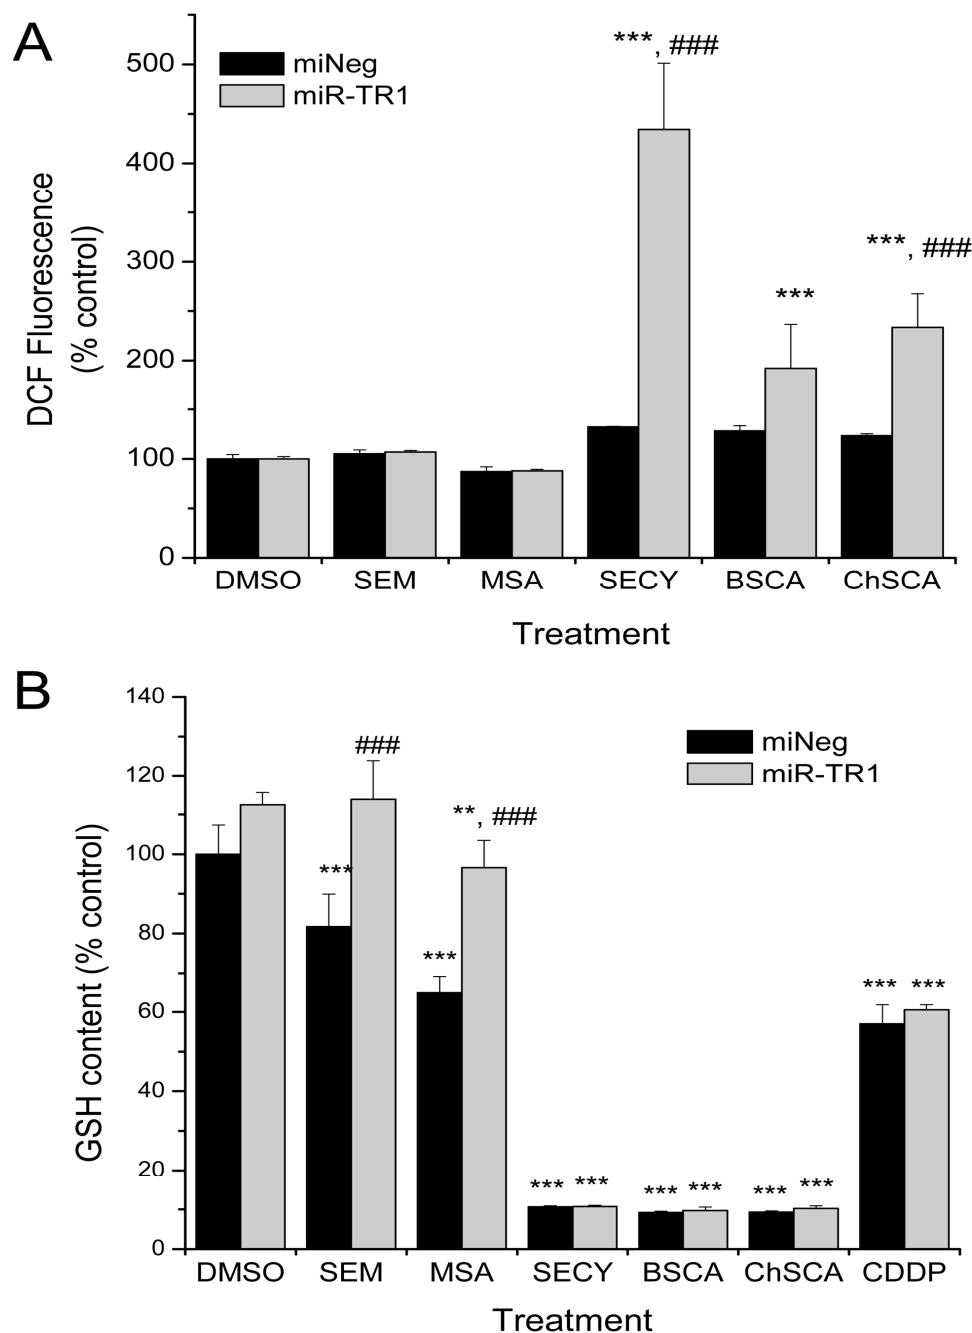 A
miNeg
miR-TR1
***, ###
***
***, ###
500
400
300
200
100
0
DCF Fluorescence
(% control)
DMSO SEM MSA SECY BSCA ChSCA
Treatment
B
miNeg
miR-TR1
###
***
**, ###
***
*** ***
*** ***
*** ***
*** ***
140
120
100
80
60
40
20
0
GSH content (% control)
DMSO SEM MSA SECY BSCA ChSCA CDDP
Treatment